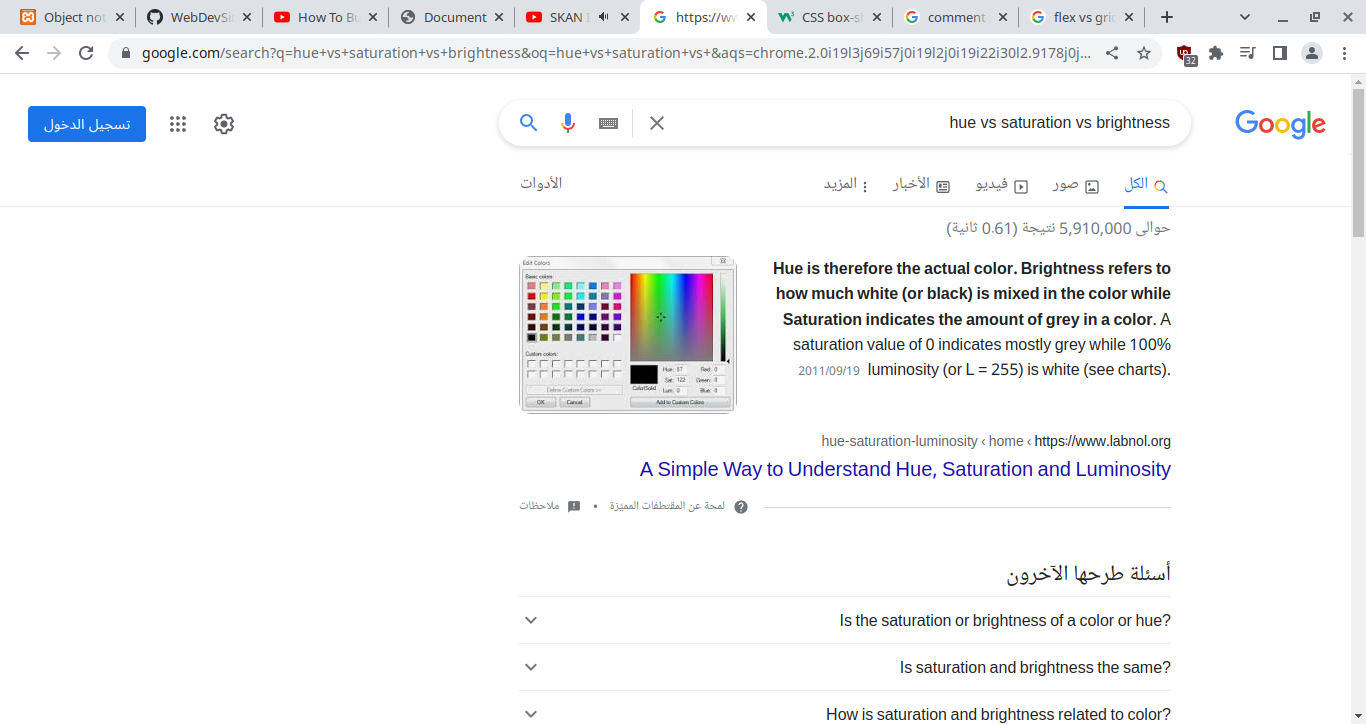 Object not
WebDevSi
How To Bu
Document
SKAN I
https://ww
CSS box-sh
comment
flex vs grid
google.com/search?q=hue+vs+saturation+vs+brightness&oq=hue+vs+saturation+vs+&aqs=chrome.2.0i19l3j69i57j0i19l2j0i19i22i30l2.9178j0j...
32
تسجيل الدخول
hue vs saturation vs brightness
Google
الكل
صور
فيديو
الأخبار
المزيد
الأدوات
حوالى 5,910,000 نتيجة (0.61 ثانية)
Hue is therefore the actual color. Brightness refers to
how much white (or black) is mixed in the color while
Saturation indicates the amount of grey in a color. A
saturation value of 0 indicates mostly grey while 100%
luminosity (or L = 255) is white (see charts). 2011/09/19
Edit Colors
Basic colors:
Custom colors:
Define Custom Colors >>
OK
Cancel
Color|Solid
Hue: 57
Sat: 122
Lum: 0
Red: 0
Green: 0
Blue: 0
Add to Custom Colors
https://www.labnol.org › home › hue-saturation-luminosity
A Simple Way to Understand Hue, Saturation and Luminosity
لمحة عن المقتطفات المميّزة • ملاحظات
أسئلة طرحها الآخرون
Is the saturation or brightness of a color or hue?
Is saturation and brightness the same?
How is saturation and brightness related to color?